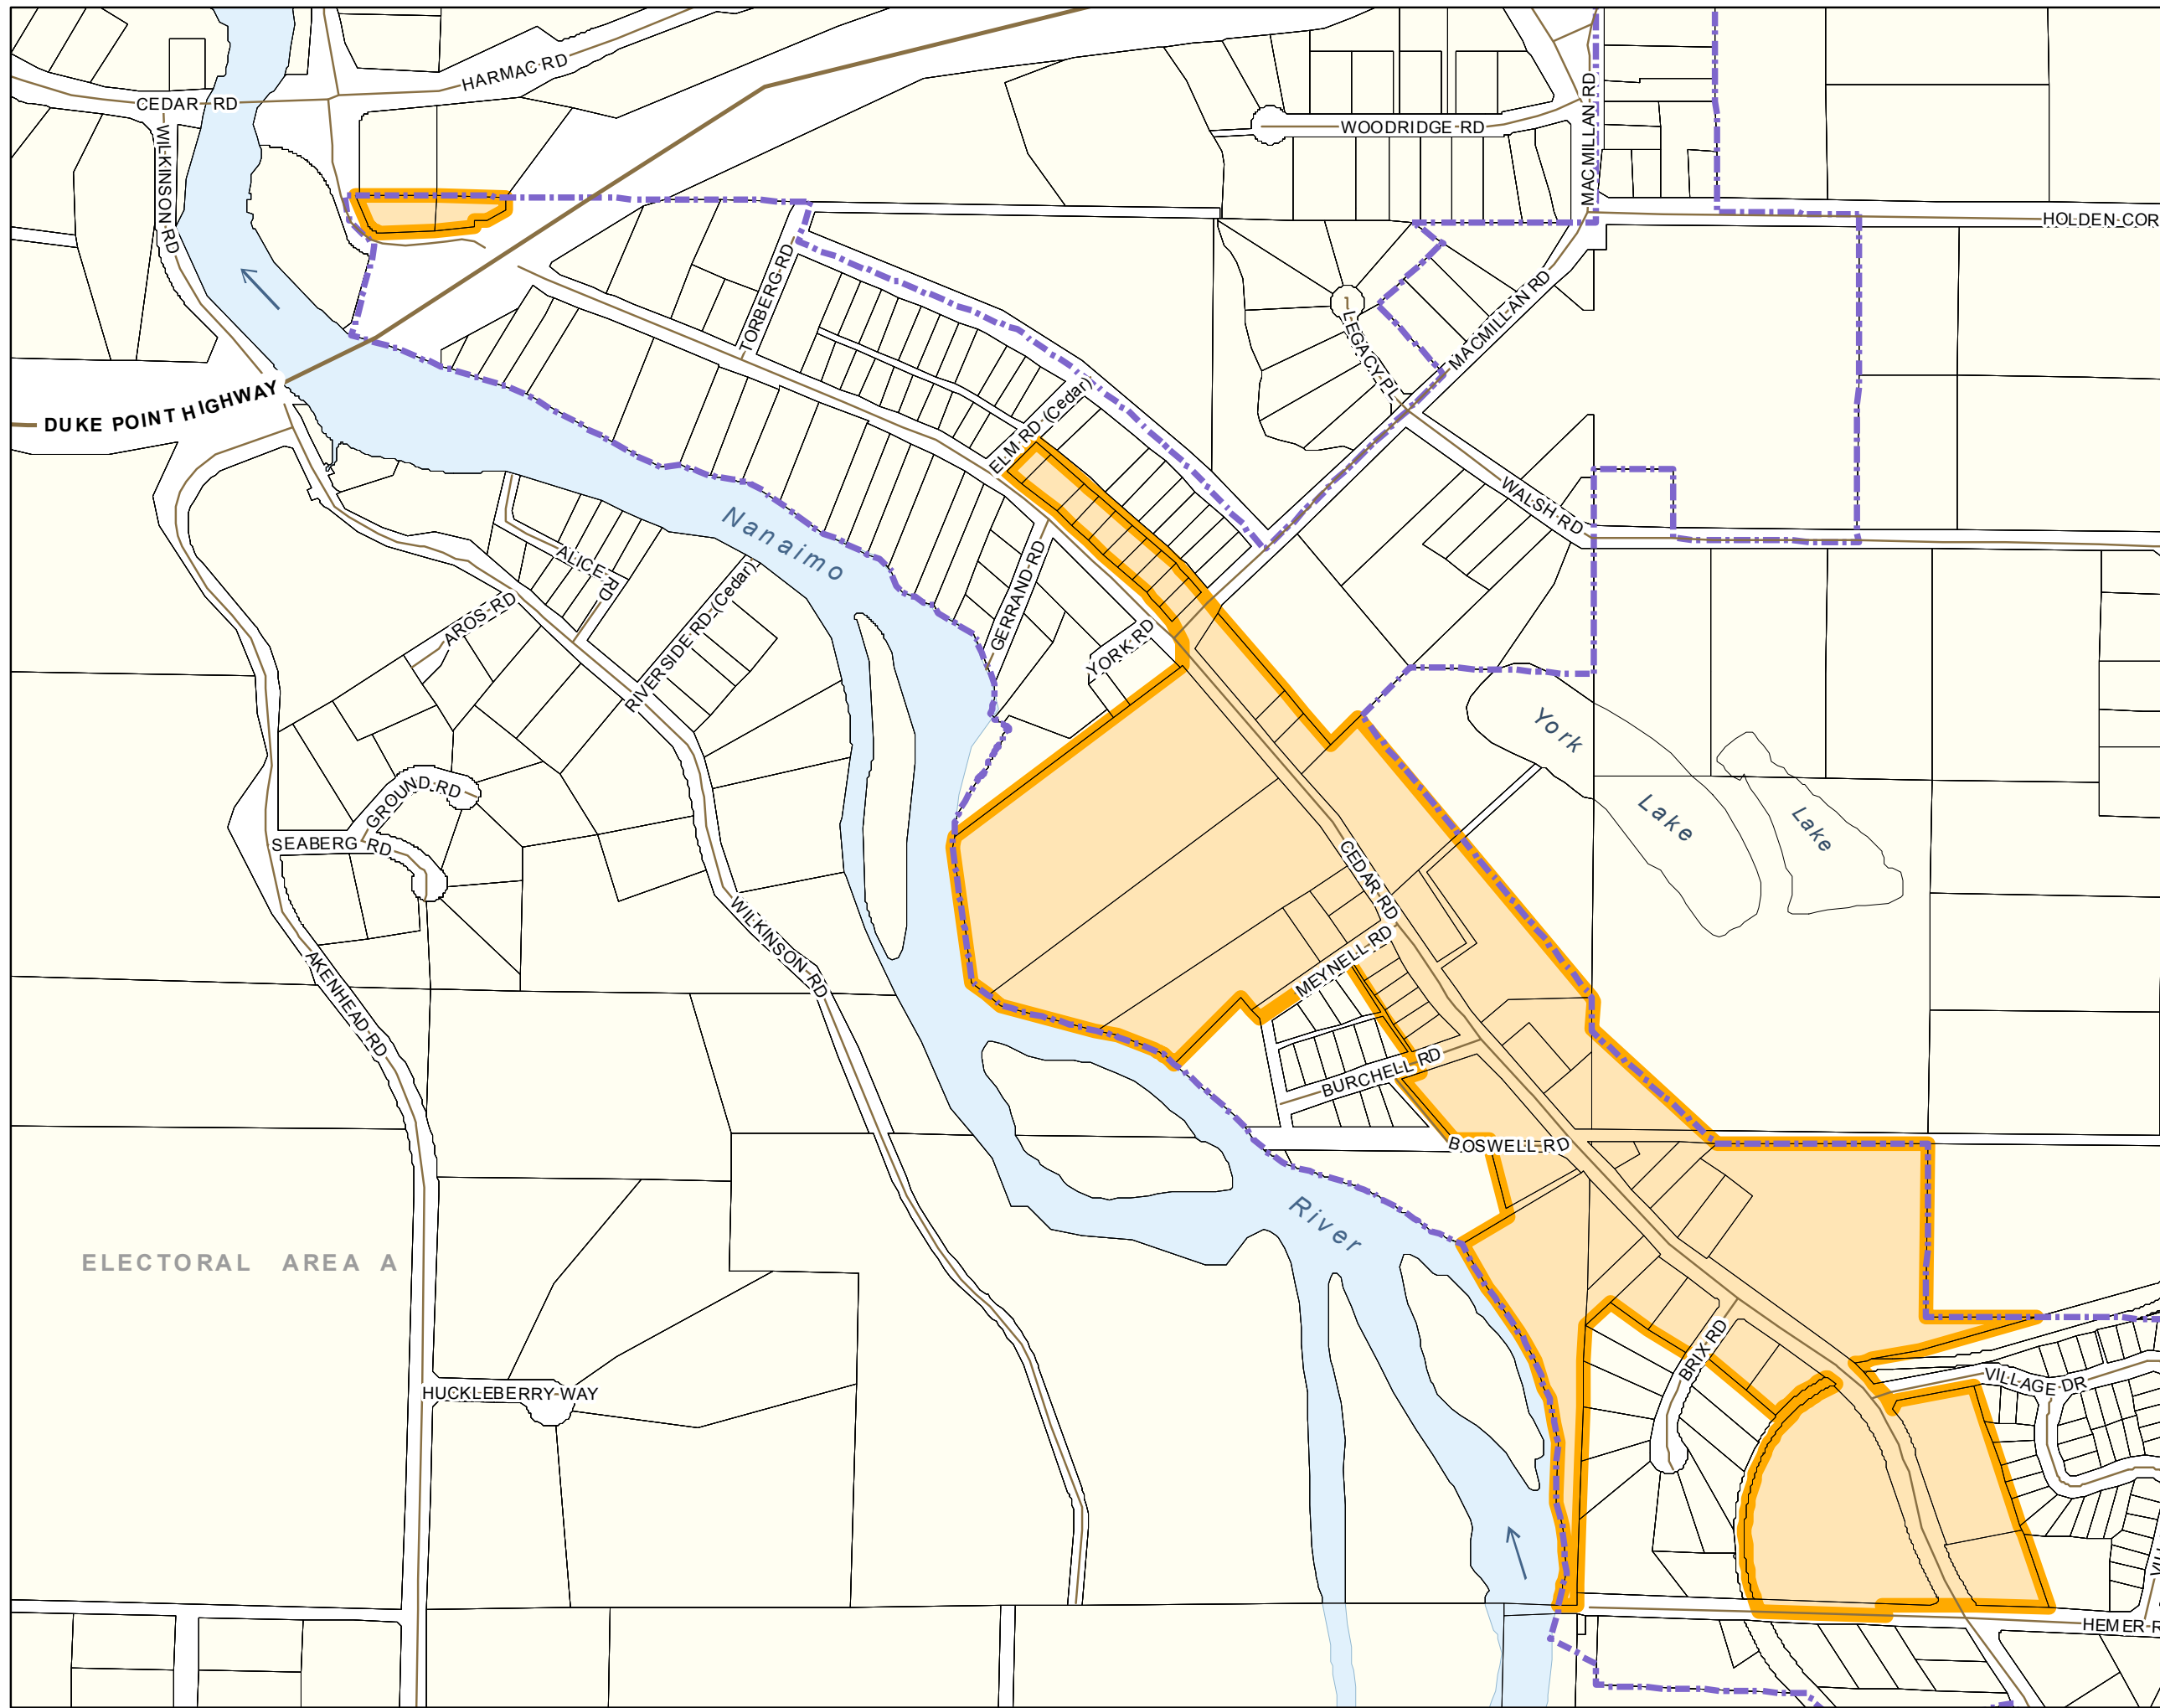 HARMAC RD
CEDAR RD
WILKINSON RD
WOODRIDGE RD
MACMILLAN RD
HOLDEN COR
TORBERG RD
LEGACY PL
MACMILLAN RD
DUKE POINT HIGHWAY
ELM RD (Cedar)
WALSH RD
Nanaimo
ALICE RD
GERRAND RD
AROS RD
RIVERSIDE RD (Cedar)
YORK RD
York
Lake
Lake
GROUND RD
SEABERG RD
CEDAR RD
WILKINSON RD
MEYNELL RD
AKENHEAD RD
BURCHELL RD
BOSWELL RD
River
ELECTORAL AREA A
BRIX RD
HUCKLEBERRY WAY
VILLAGE DR
HEMER R